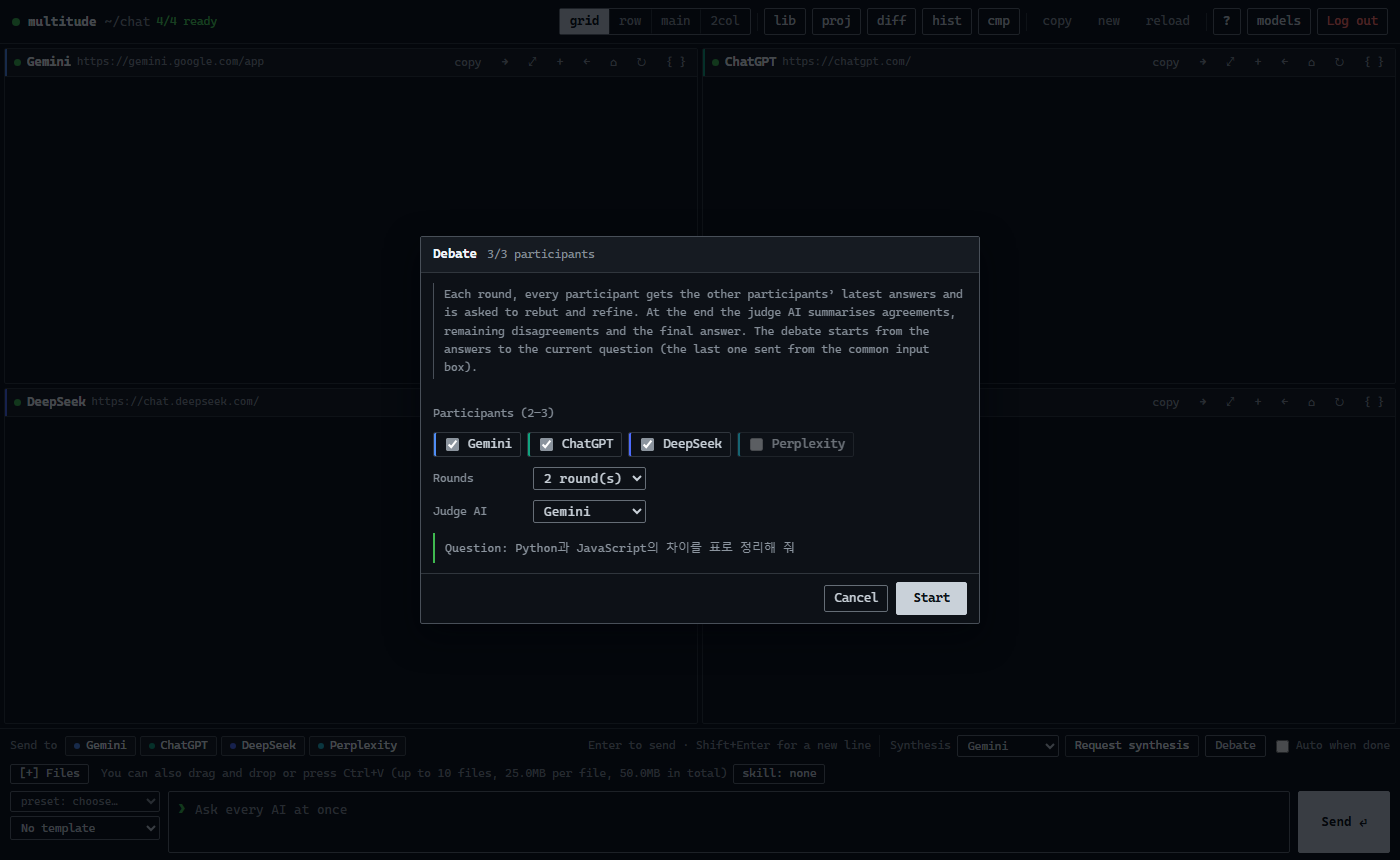 multitude ~/chat 4/4 ready
grid row main 2col lib proj diff hist cmp copy new reload ? models Log out
Gemini https://gemini.google.com/app copy
ChatGPT https://chatgpt.com/ copy { }
{ }
Debate 3/3 participants
Each round, every participant gets the other participants’ latest answers and
is asked to rebut and refine. At the end the judge AI summarises agreements,
remaining disagreements and the final answer. The debate starts from the
answers to the current question (the last one sent from the common input
box).
DeepSeek https://chat.deepseek.com/
copy { }
Participants (2–3)
Gemini ChatGPT DeepSeek Perplexity
Rounds 2 round(s)
Judge AI Gemini
Question: Python과 JavaScript의 차이를 표로 정리해 줘
Cancel Start
Send to Gemini ChatGPT DeepSeek Perplexity Enter to send · Shift+Enter for a new line Synthesis Gemini Request synthesis Debate Auto when done
[+] Files You can also drag and drop or press Ctrl+V (up to 10 files, 25.0MB per file, 50.0MB in total) skill: none
preset: choose…
No template
❯ Ask every AI at once
Send ↵